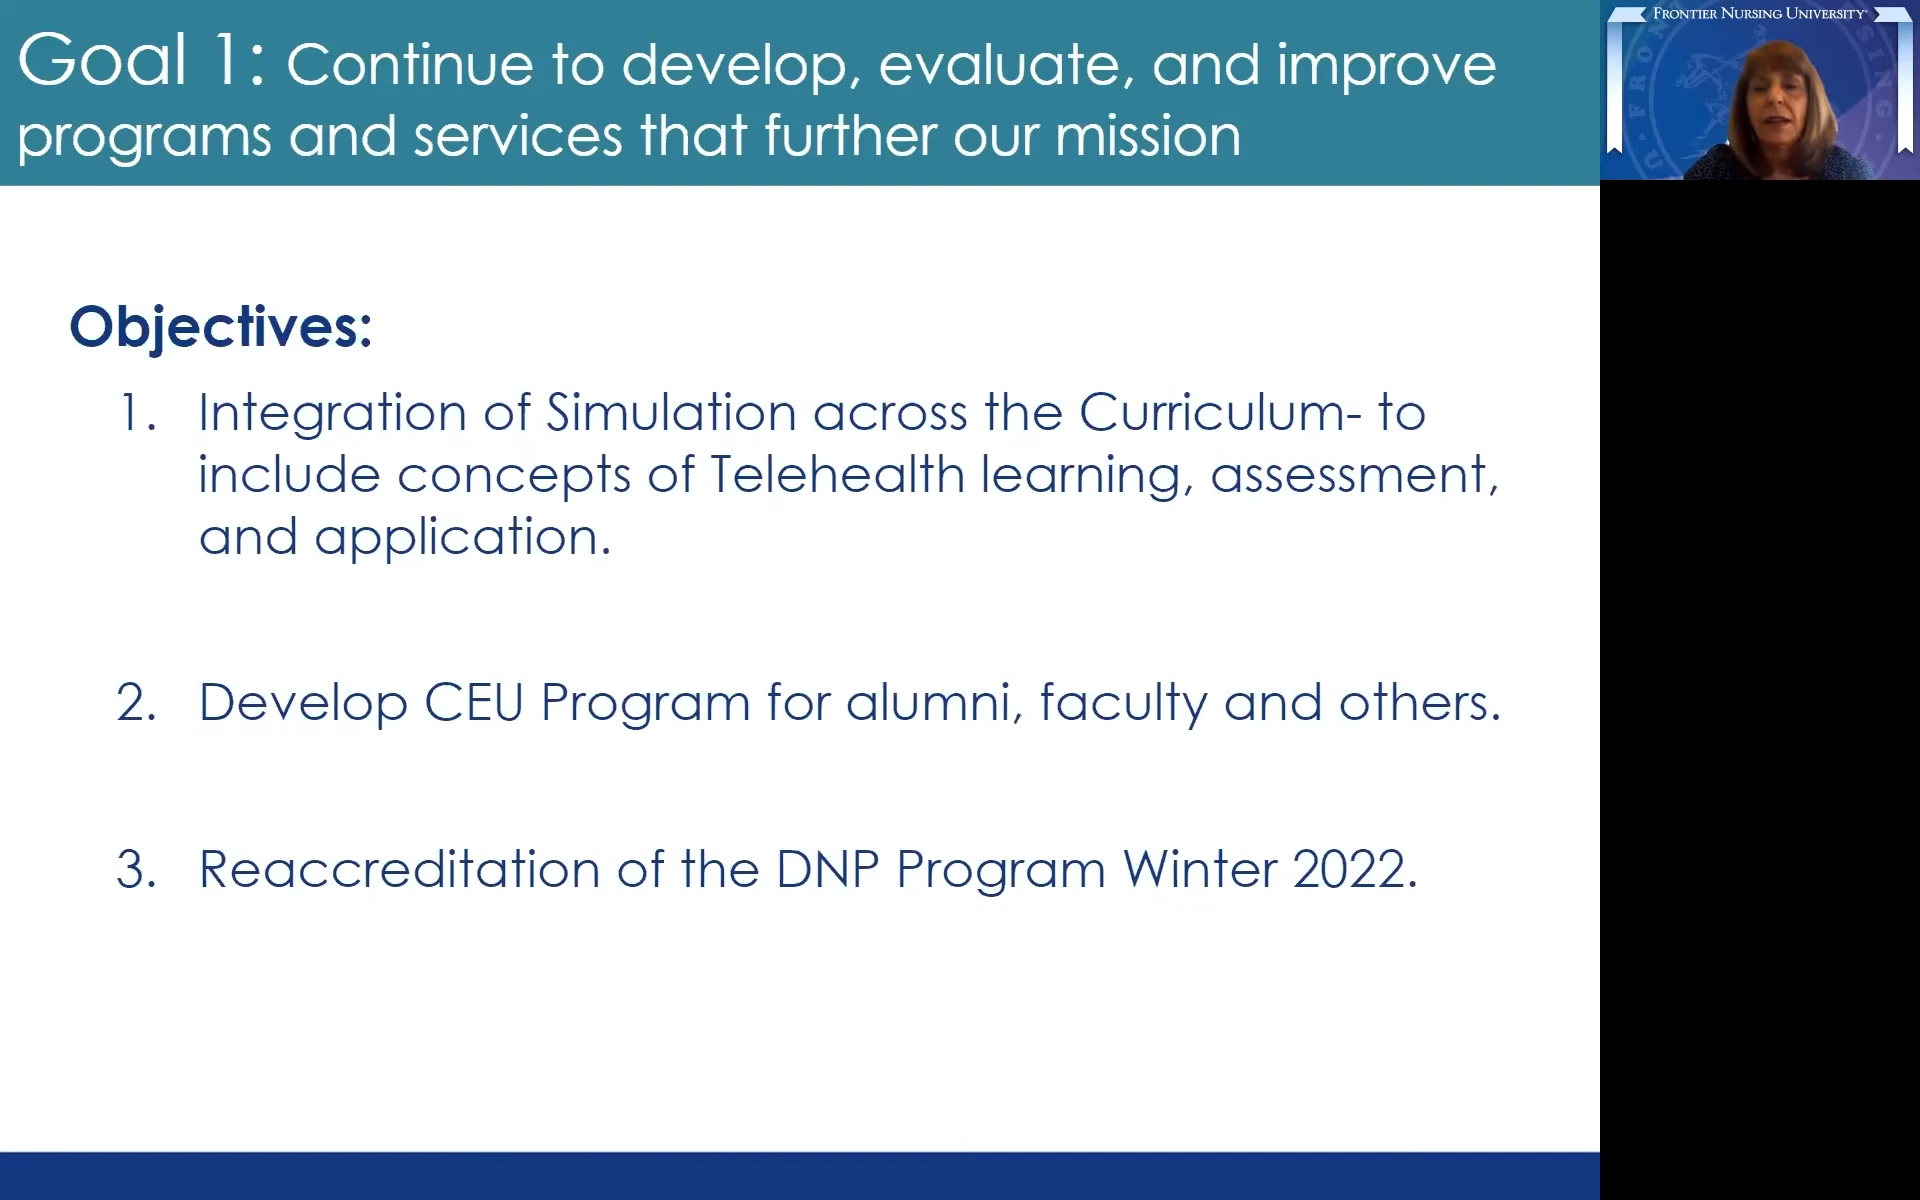 Goal 1: Continue to develop, evaluate, and improve
programs and services that further our mission
FRONTIER NURSING UNIVERSITY
Objectives:
1. Integration of Simulation across the Curriculum- to
include concepts of Telehealth learning, assessment,
and application.
2. Develop CEU Program for alumni, faculty and others.
3. Reaccreditation of the DNP Program Winter 2022.